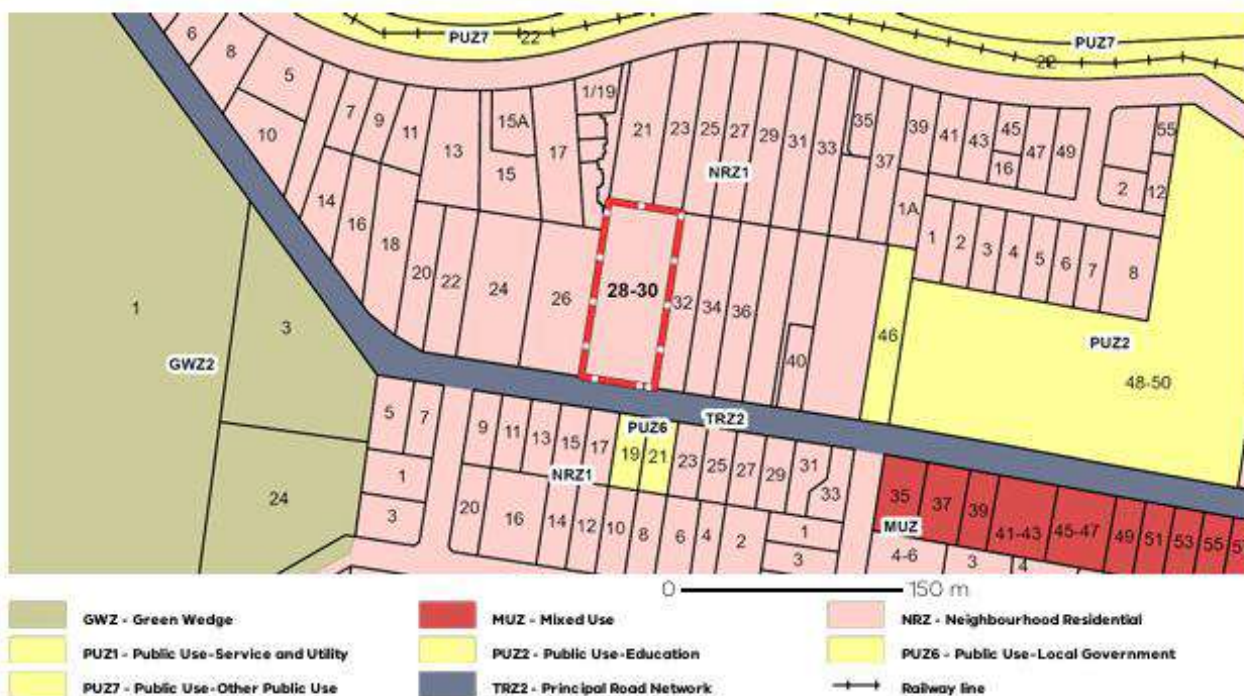 PUZ7 22 PUZ7 22
6 8 5 10 7 9 11 13 15A 15 17 1/19 21 23 25 27 29 31 33 35 37 39 41 43 45 16 47 49 55 2 12
NRZ1
14 16 18 20 22 24 26 28-30 32 34 36 40 1A 1 2 3 4 5 6 7 8
46 PUZ2 48-50
1 3 GWZ2 24
TRZ2
PUZ6
5 7 9 11 13 15 17 19 21 23 25 27 29 31 33
NRZ1
1 3 20 16 14 12 10 8 6 4 2 1 3
35 37 39 41-43 45-47 49 51 53 55
MUZ
4-6 3 4
0 150 m
GWZ - Green Wedge
MUZ - Mixed Use
NRZ - Neighbourhood Residential
PUZ1 - Public Use-Service and Utility
PUZ2 - Public Use-Education
PUZ6 - Public Use-Local Government
PUZ7 - Public Use-Other Public Use
TRZ2 - Principal Road Network
Railway line